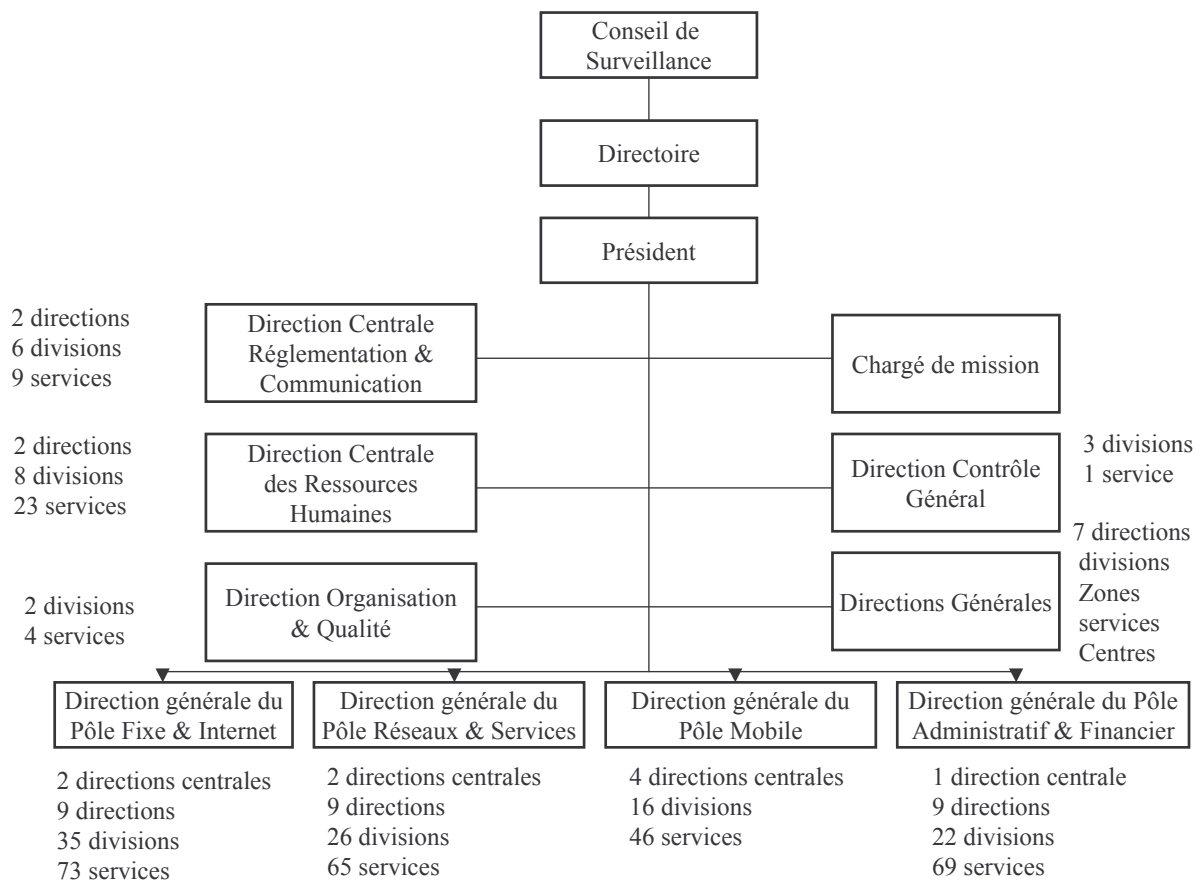 Conseil de
Surveillance
Directoire
Président
2 directions
6 divisions
9 services
Direction Centrale
Réglementation &
Communication
Chargé de mission
2 directions
8 divisions
23 services
Direction Centrale
des Ressources
Humaines
Direction Contrôle
Général
3 divisions
1 service
2 divisions
4 services
Direction Organisation
& Qualité
Directions Générales
7 directions
divisions
Zones
services
Centres
Direction générale du
Pôle Fixe & Internet
2 directions centrales
9 directions
35 divisions
73 services
Direction générale du
Pôle Réseaux & Services
2 directions centrales
9 directions
26 divisions
65 services
Direction générale du
Pôle Mobile
4 directions centrales
16 divisions
46 services
Direction générale du Pôle
Administratif & Financier
1 direction centrale
9 directions
22 divisions
69 services